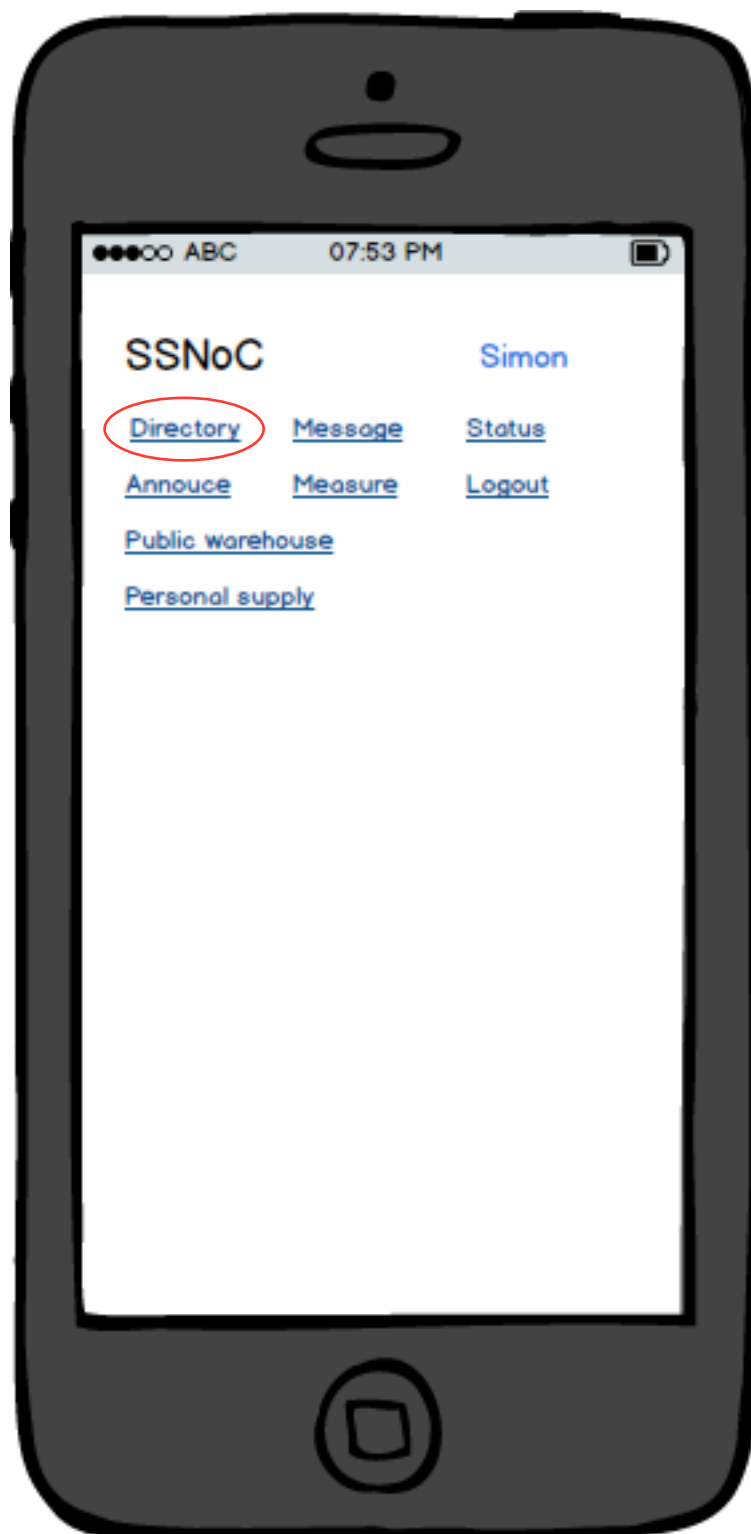 ABC 07:53 PM
SSNoC Simon
Directory Message Status
Annouce Measure Logout
Public warehouse
Personal supply